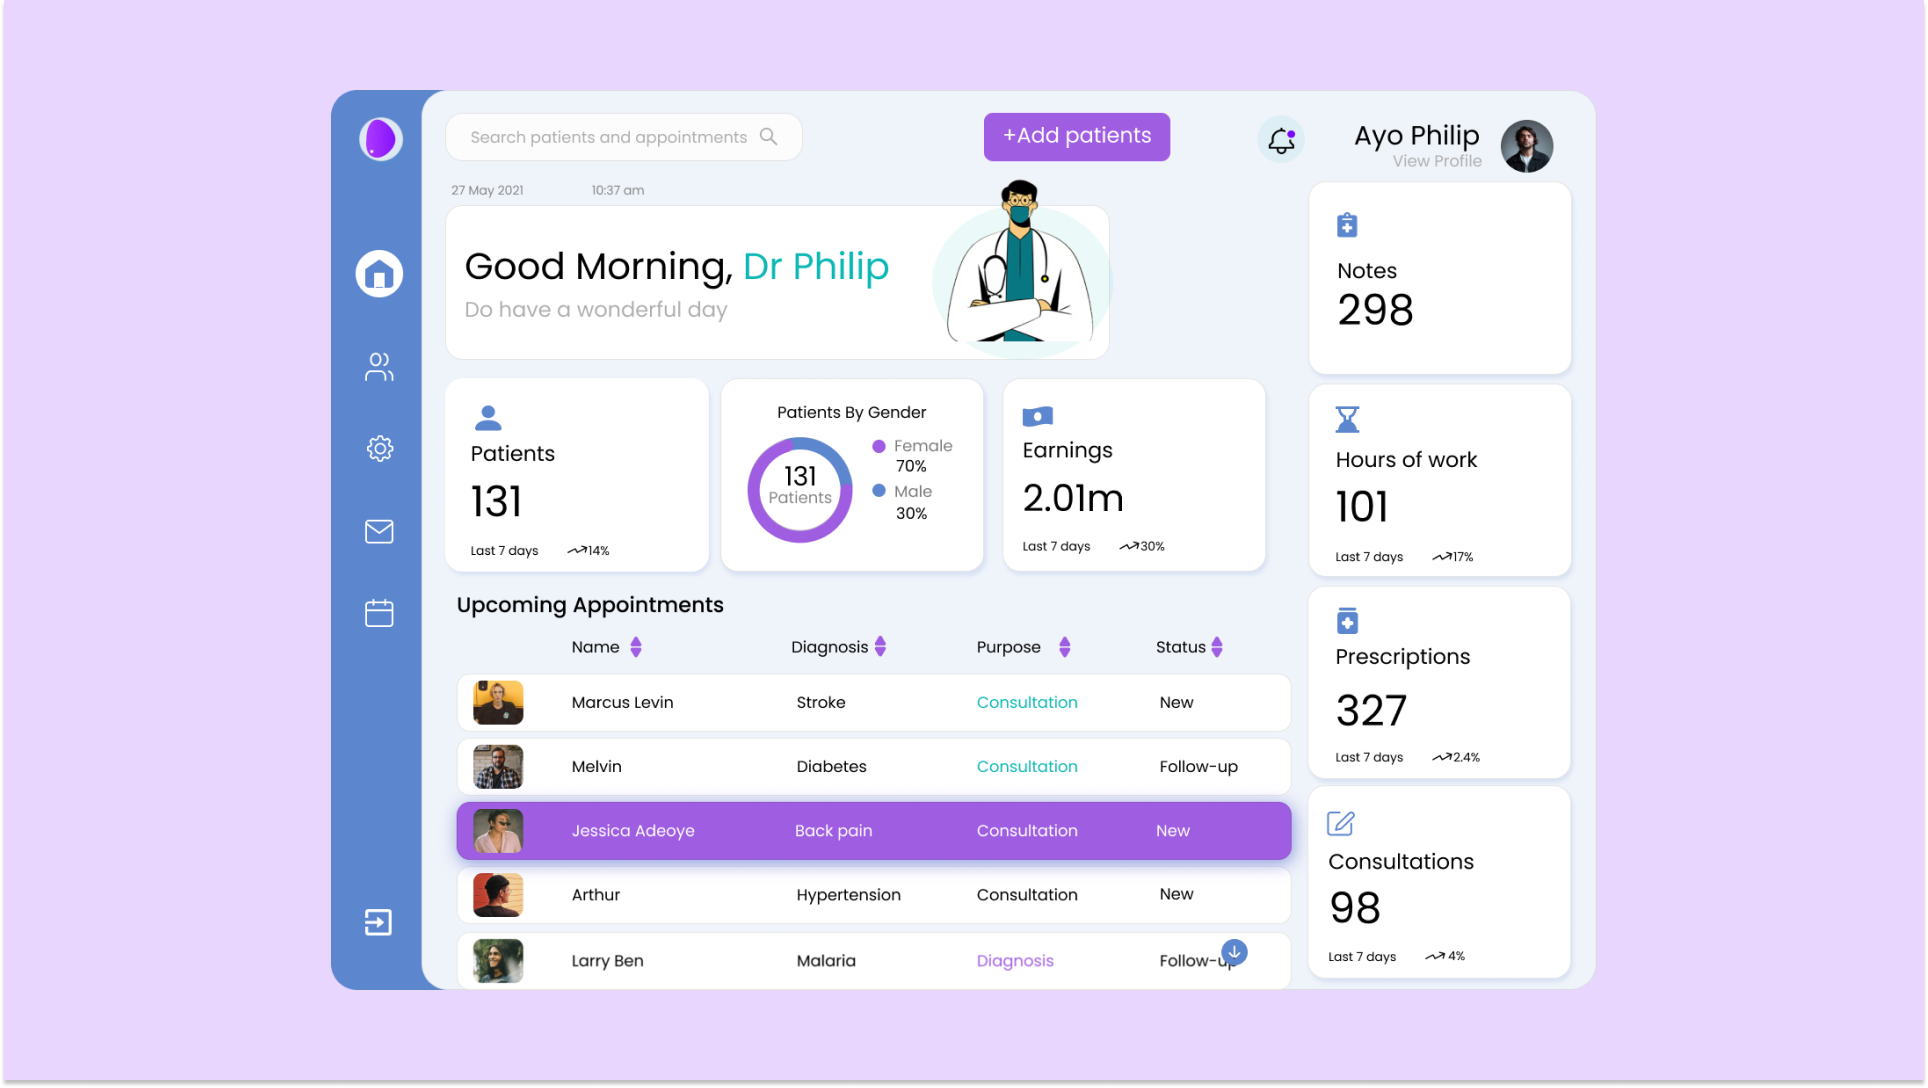 Search patients and appointments
+Add patients
Ayo Philip
View Profile
27 May 2021
10:37 am
Good Morning, Dr Philip
Do have a wonderful day
Notes
298
Patients
131
Last 7 days
14%
Patients By Gender
131
Patients
Female
70%
Male
30%
Earnings
2.01m
Last 7 days
30%
Hours of work
101
Last 7 days
17%
Prescriptions
327
Last 7 days
2.4%
Consultations
98
Last 7 days
4%
Upcoming Appointments
Name Diagnosis Purpose Status
Marcus Levin Stroke Consultation New
Melvin Diabetes Consultation Follow-up
Jessica Adeoye Back pain Consultation New
Arthur Hypertension Consultation New
Larry Ben Malaria Diagnosis Follow-up